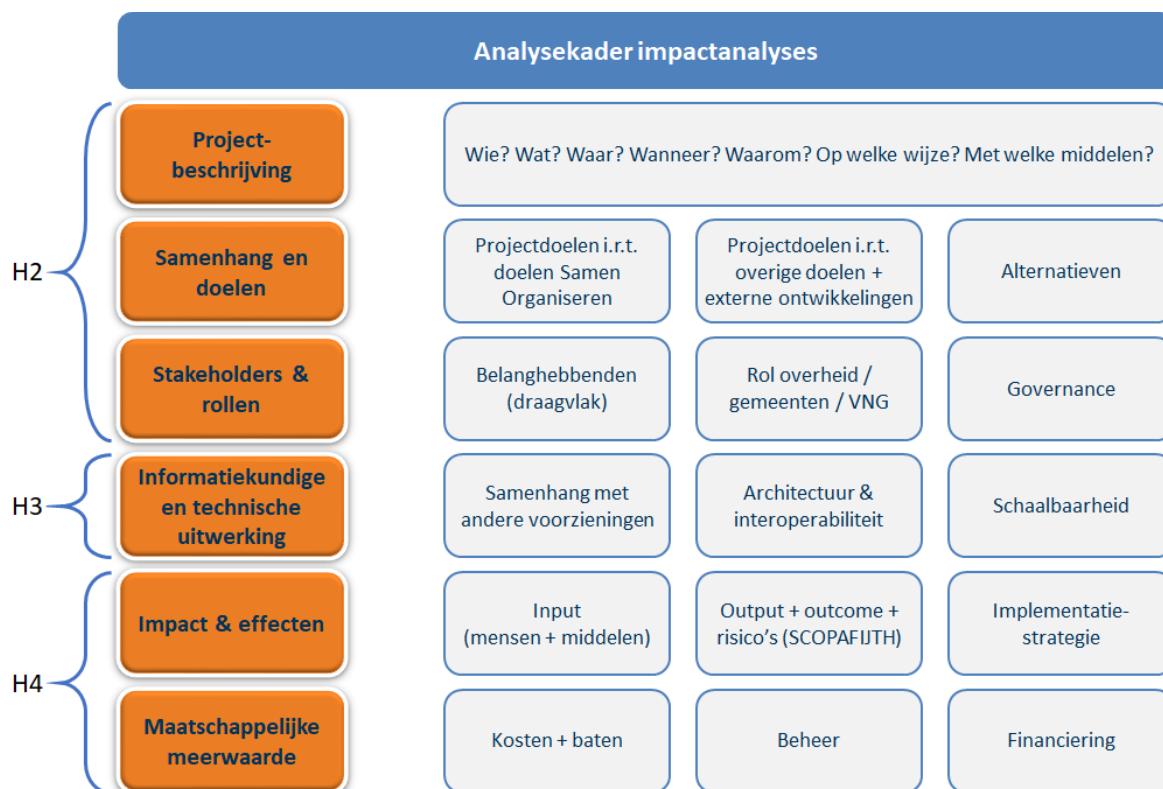 Analysekader impactanalyses
H2
Project-
beschrijving
Wie? Wat? Waar? Wanneer? Waarom? Op welke wijze? Met welke middelen?
Samenhang en
doelen
Projectdoelen i.r.t.
doelen Samen
Organiseren
Projectdoelen i.r.t.
overige doelen +
externe ontwikkelingen
Alternatieven
Stakeholders &
rollen
Belanghebbenden
(draagvlak)
Rol overheid /
gemeenten / VNG
Governance
H3
Informatiekundige
en technische
uitwerking
Samenhang met
andere voorzieningen
Architectuur &
interoperabiliteit
Schaalbaarheid
H4
Impact & effecten
Input
(mensen + middelen)
Output + outcome +
risico's (SCOPAFIJTH)
Implementatie-
strategie
Maatschappelijke
meerwaarde
Kosten + baten
Beheer
Financiering